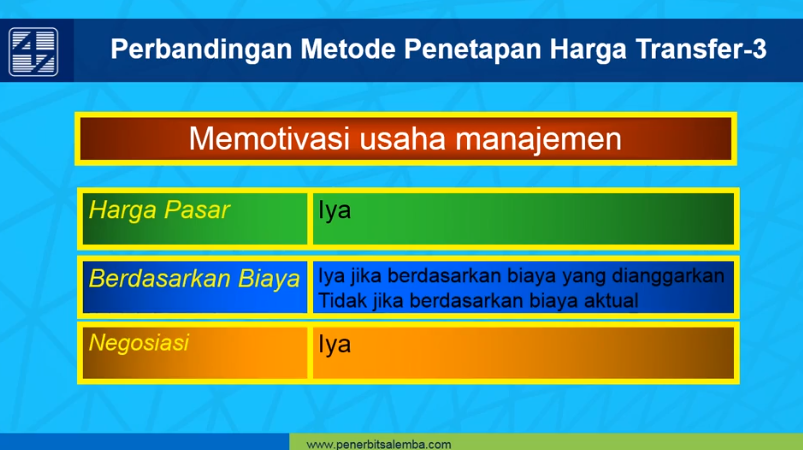 Perbandingan Metode Penetapan Harga Transfer-3
Memotivasi usaha manajemen
Harga Pasar
Iya
Berdasarkan Biaya
Iya jika berdasarkan biaya yang dianggarkan
Tidak jika berdasarkan biaya aktual
Negosiasi
Iya
www.penerbitsalemba.com